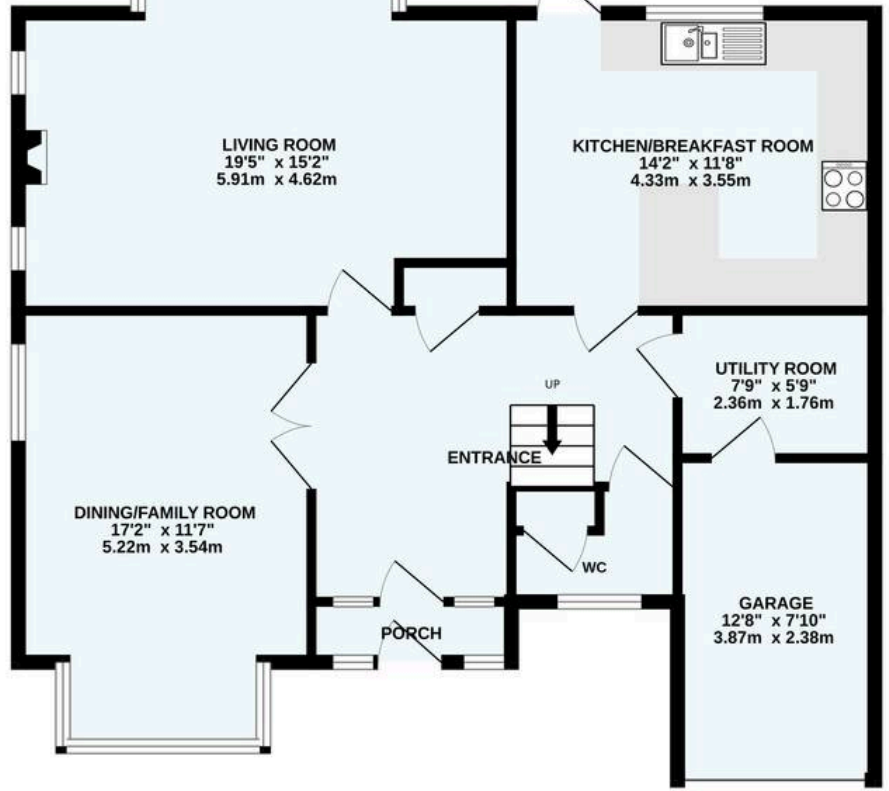 LIVING ROOM
19'5" x 15'2"
5.91m x 4.62m
KITCHEN/BREAKFAST ROOM
14'2" x 11'8"
4.33m x 3.55m
UP
UTILITY ROOM
7'9" x 5'9"
2.36m x 1.76m
ENTRANCE
DINING/FAMILY ROOM
17'2" x 11'7"
5.22m x 3.54m
WC
GARAGE
12'8" x 7'10"
3.87m x 2.38m
PORCH